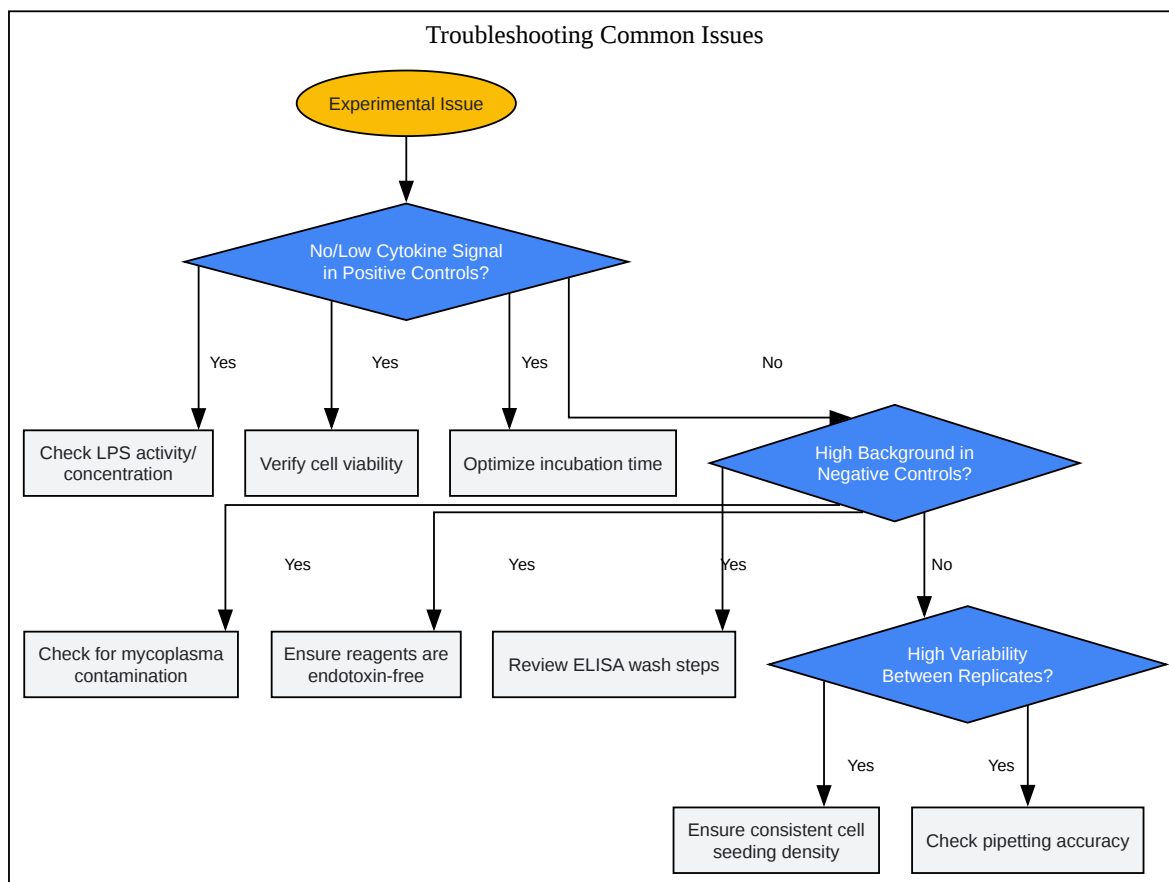 Troubleshooting Common Issues
Experimental Issue
No/Low Cytokine Signal
in Positive Controls?
Yes
Yes
Yes
No
Check LPS activity/
concentration
Verify cell viability
Optimize incubation time
High Background in
Negative Controls?
Yes
Yes
Yes
No
Check for mycoplasma
contamination
Ensure reagents are
endotoxin-free
Review ELISA wash steps
High Variability
Between Replicates?
Yes
Yes
Ensure consistent cell
seeding density
Check pipetting accuracy